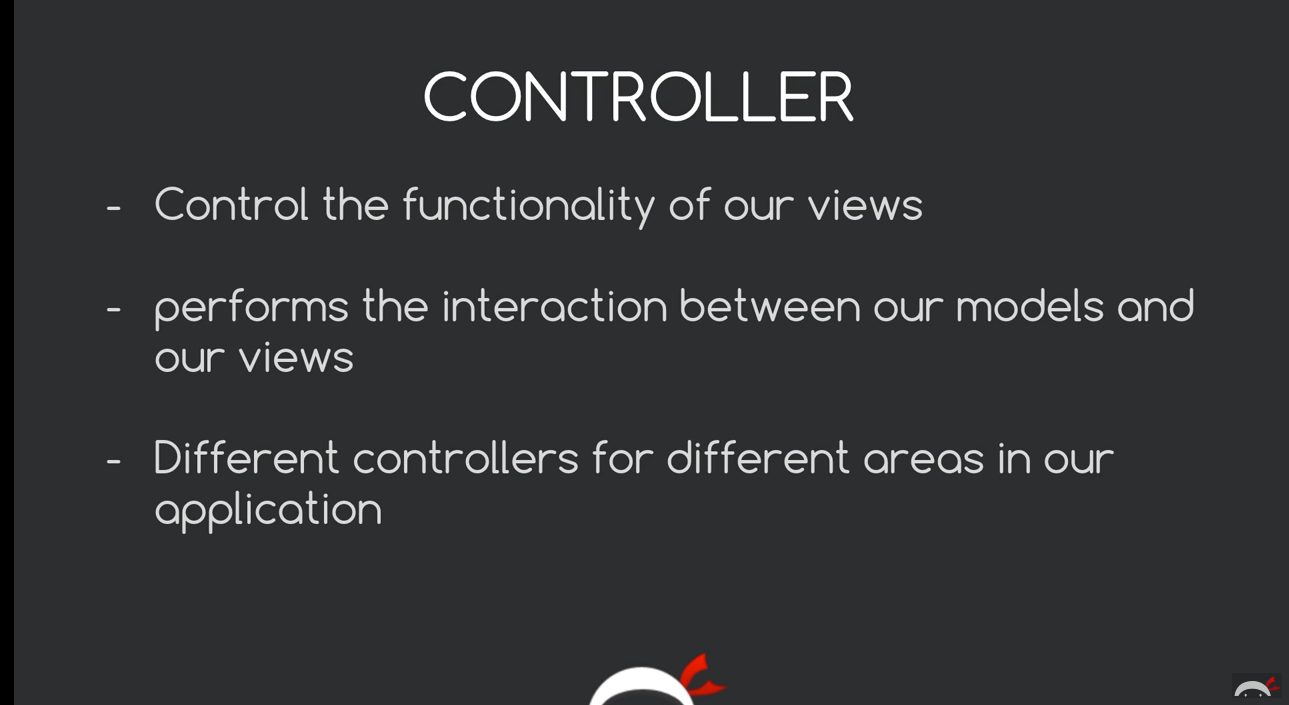 CONTROLLER
- Control the functionality of our views
- performs the interaction between our models and
our views
- Different controllers for different areas in our
application